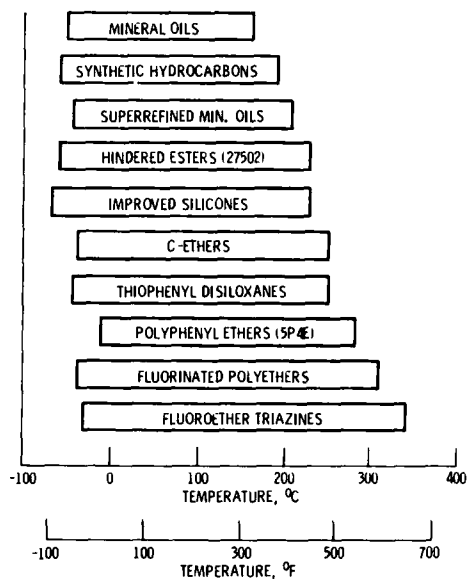 MINERAL OILS
SYNTHETIC HYDROCARBONS
SUPERREFINED MIN. OILS
HINDERED ESTERS (27502)
IMPROVED SILICONES
C-ETHERS
THIOPHENYL DISILOXANES
POLYPHENYL ETHERS (5P4E)
FLUORINATED POLYETHERS
FLUOROETHER TRIAZINES
-100 0 100 200 300 400
TEMPERATURE, °C
-100 100 300 500 700
TEMPERATURE, °F